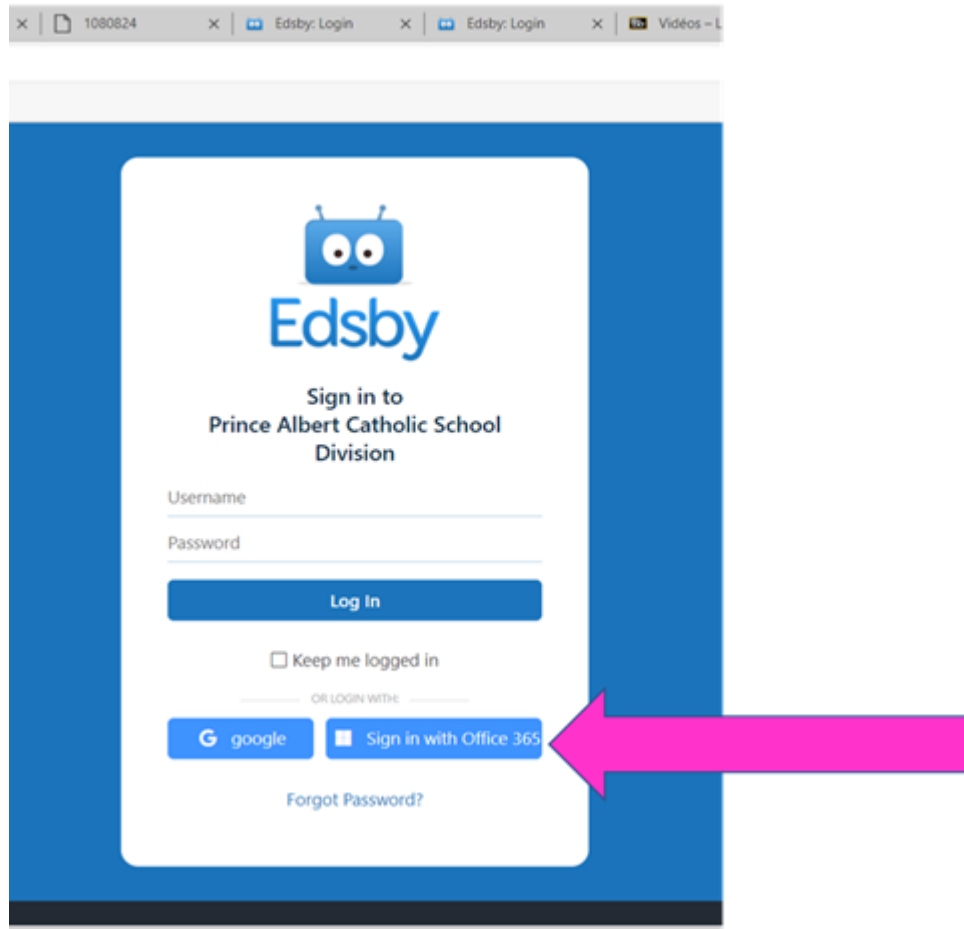 1080824
Edsby: Login
Edsby: Login
Vidéos – L
Edsby
Sign in to
Prince Albert Catholic School
Division
Username
Password
Log In
Keep me logged in
OR LOGIN WITH:
G google
Sign in with Office 365
Forgot Password?